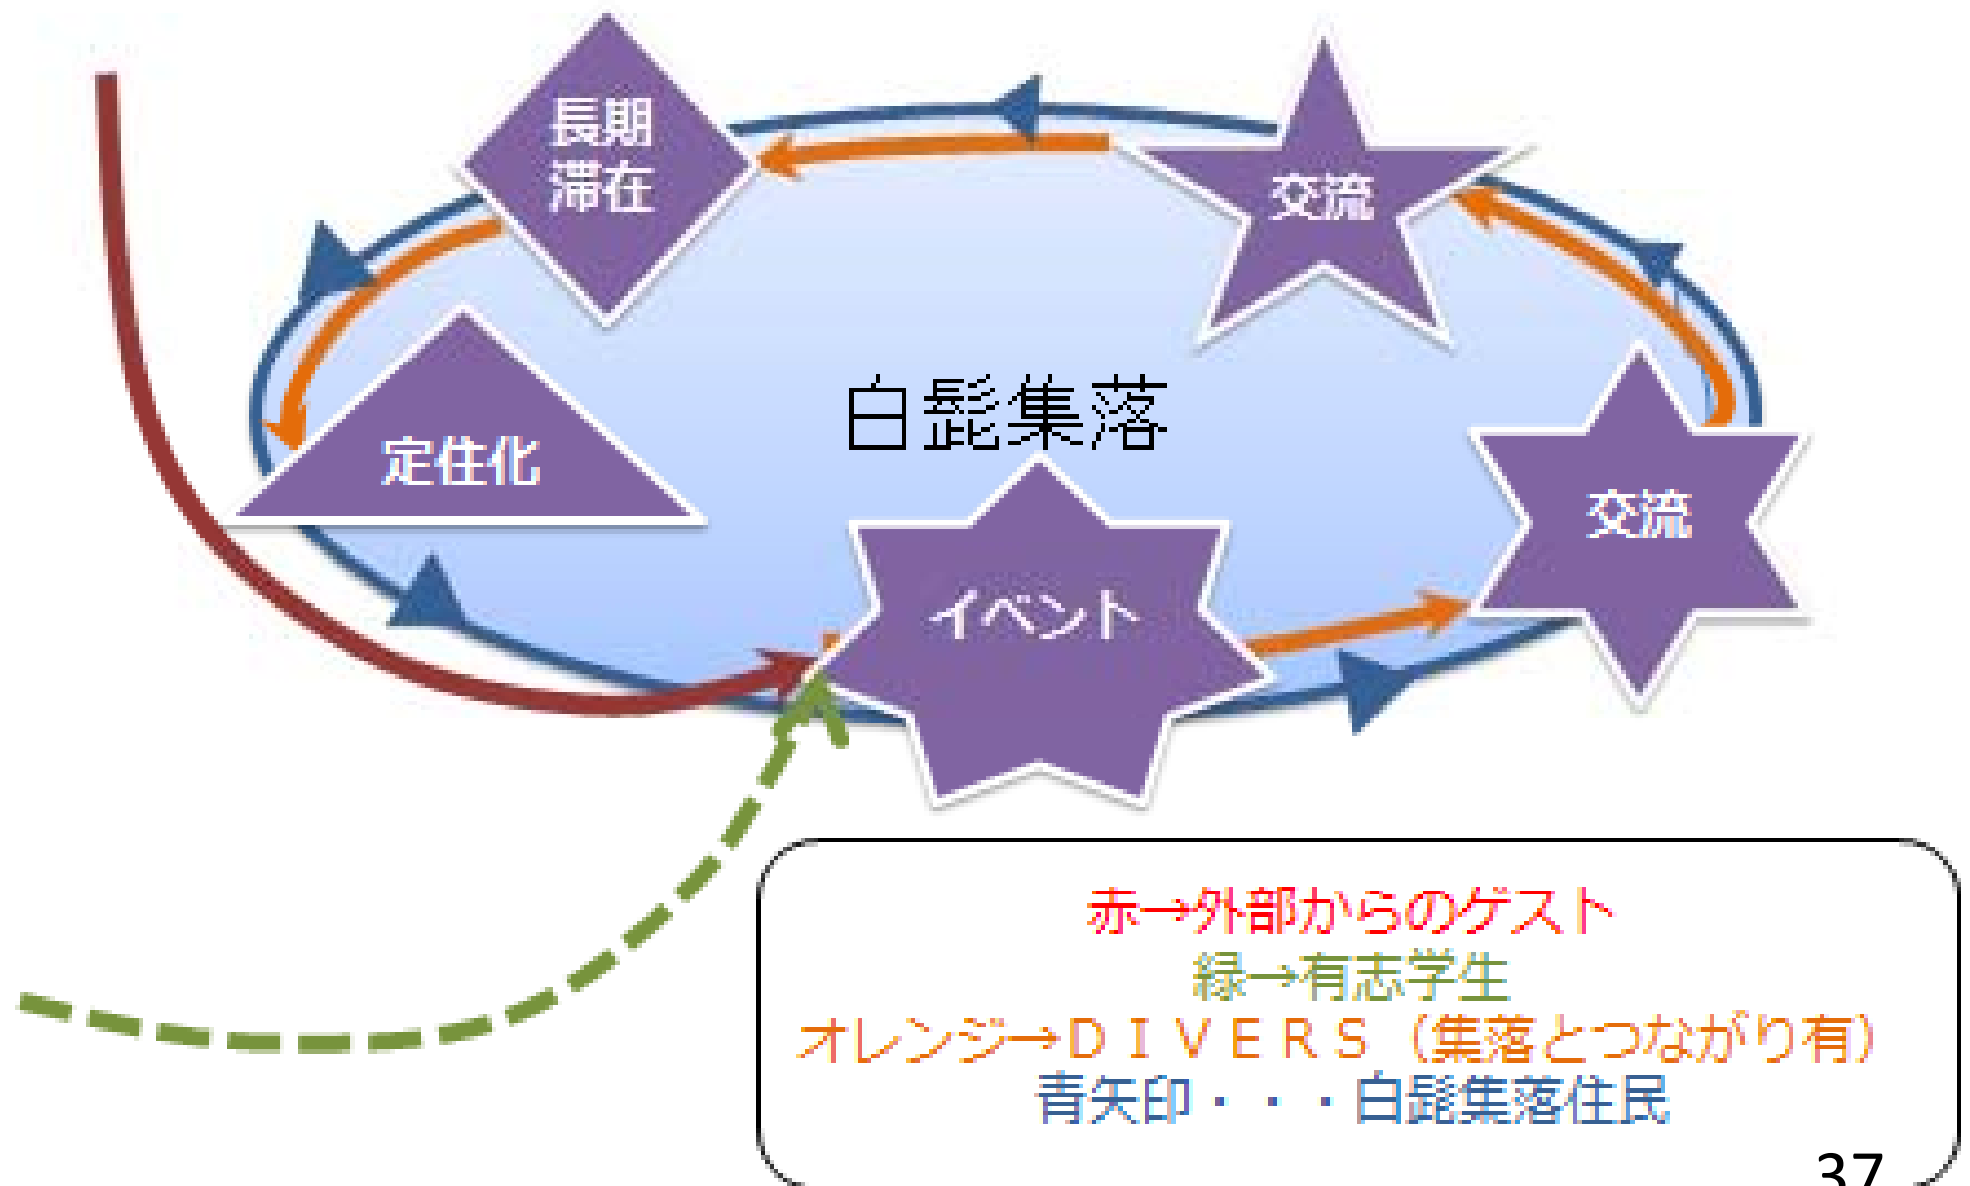 長期
滞在
交流
白髭集落
定住化
交流
イベント
赤→外部からのゲスト
緑→有志学生
オレンジ→ＤＩＶＥＲＳ（集落とつながり有）
青矢印・・・白髭集落住民
37